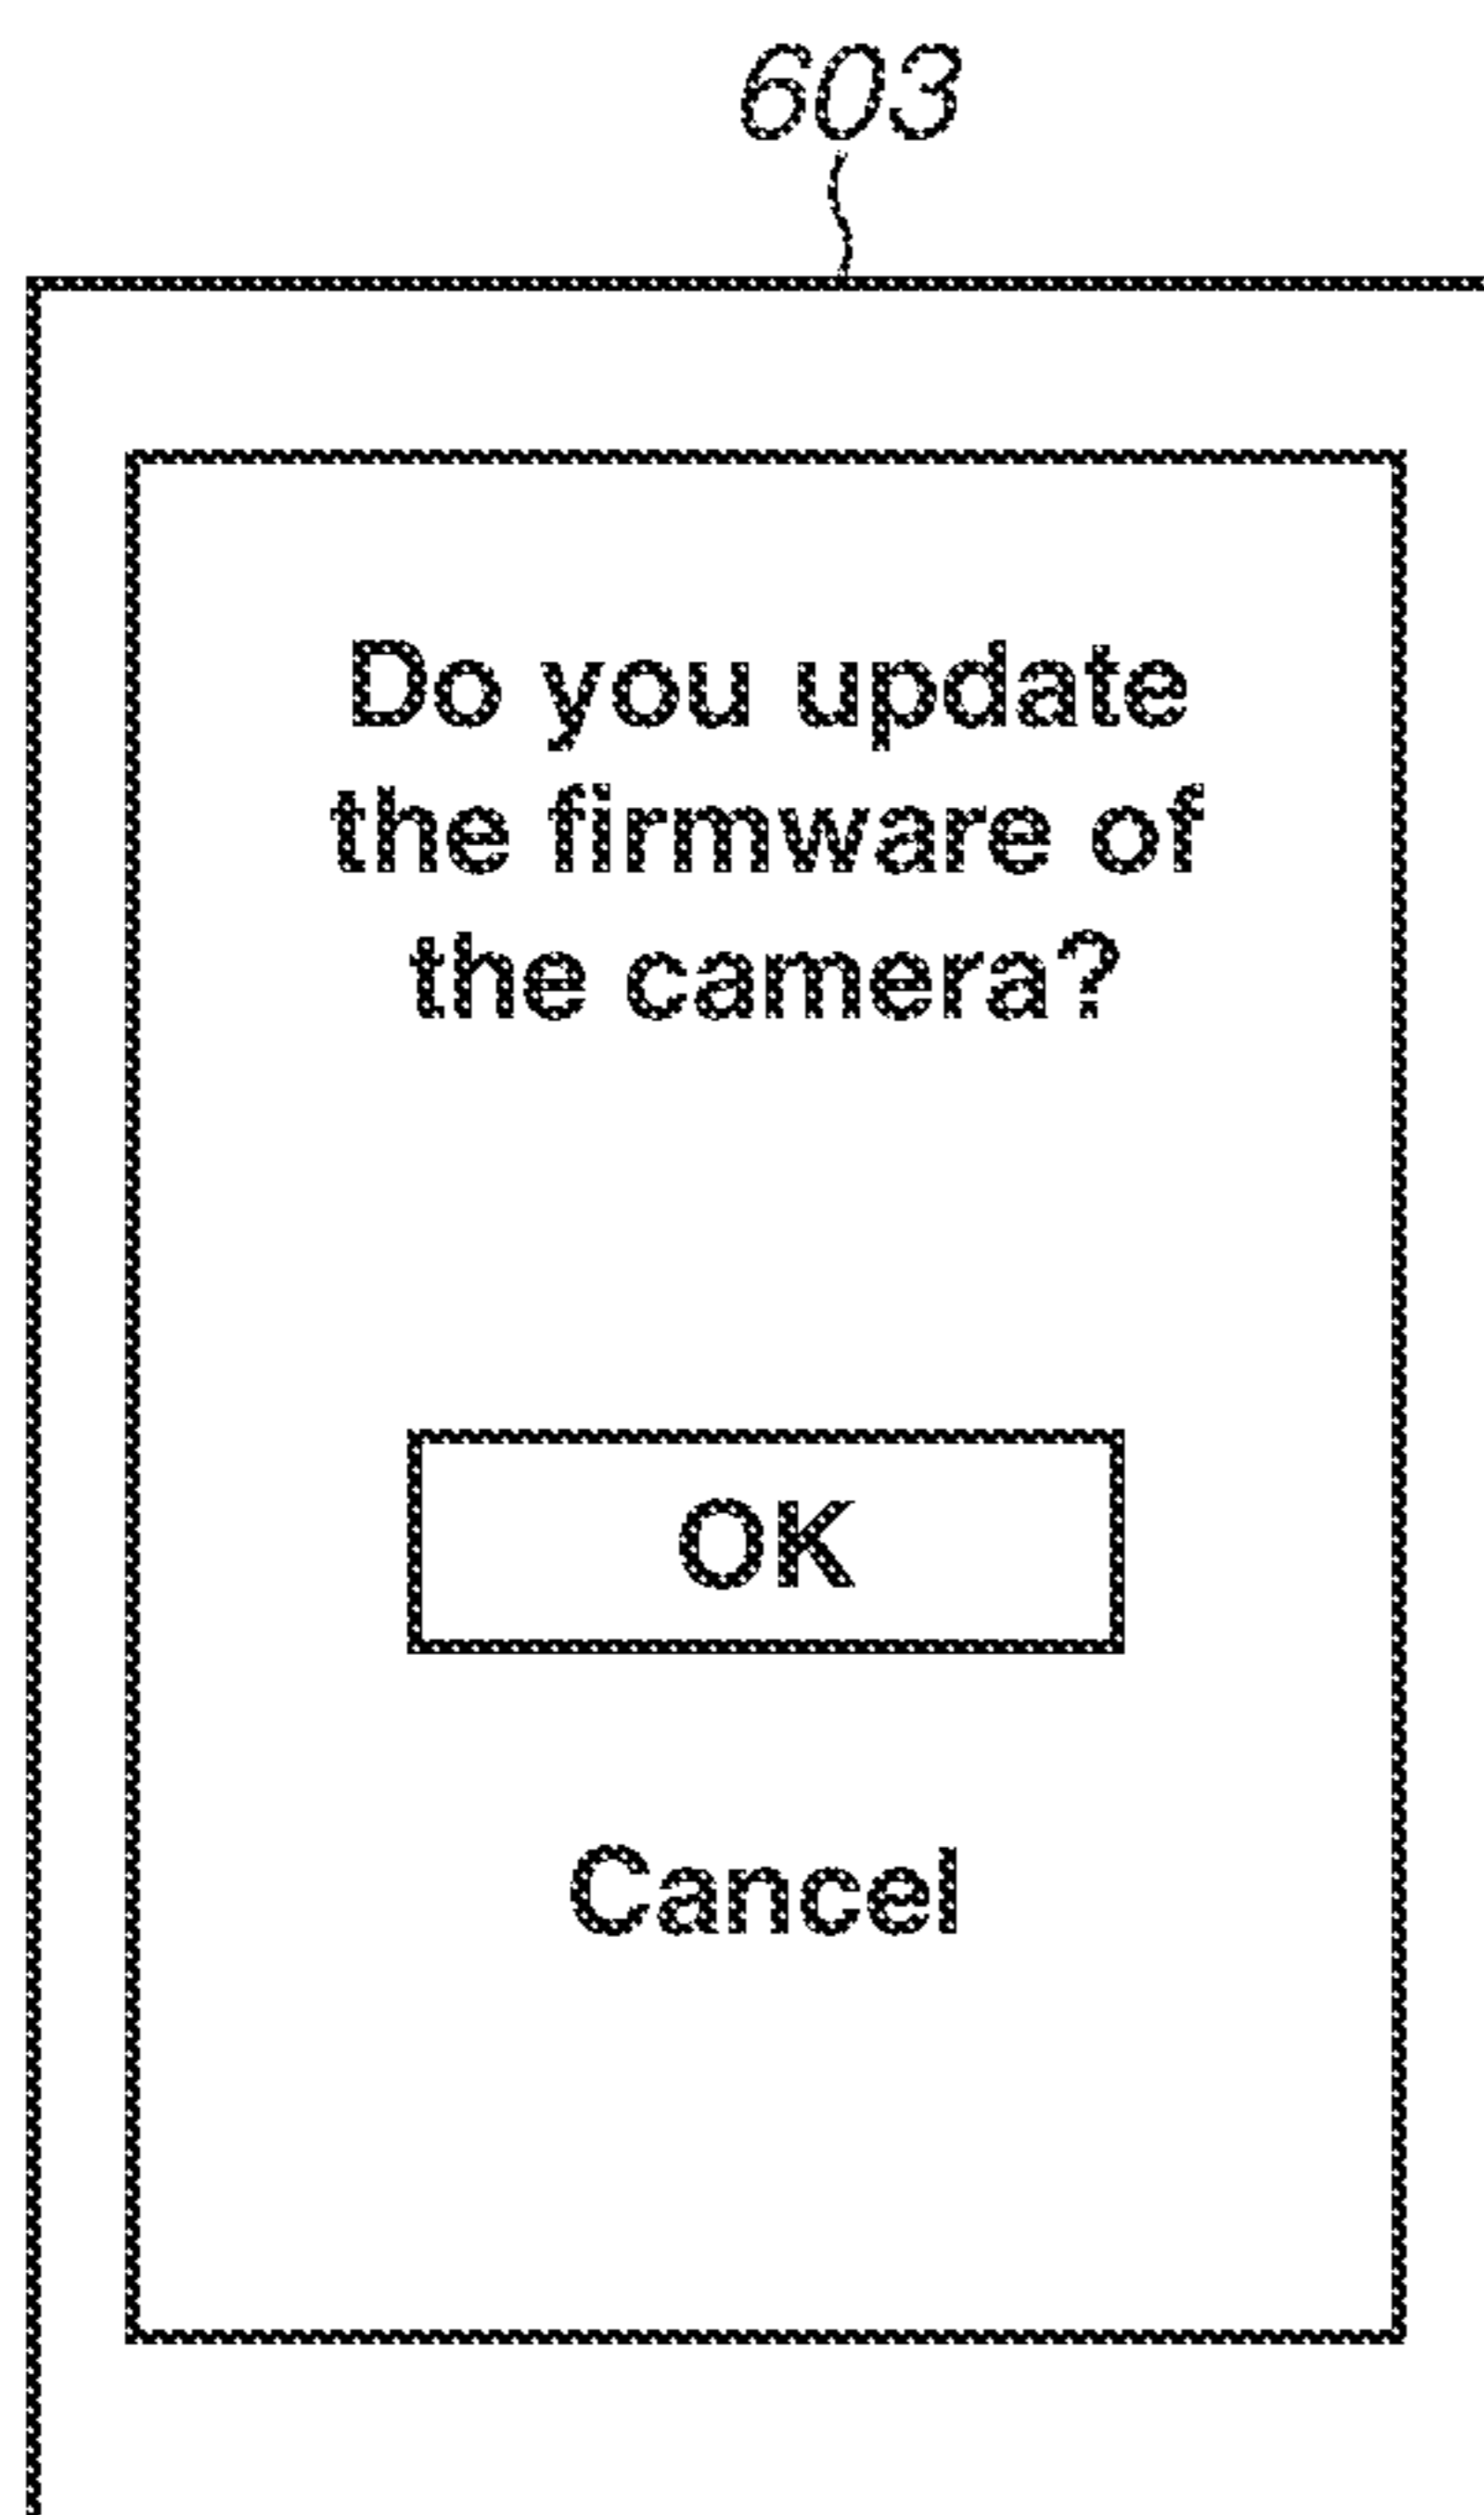 603
Do you update
the firmware of
the camera?
OK
Cancel